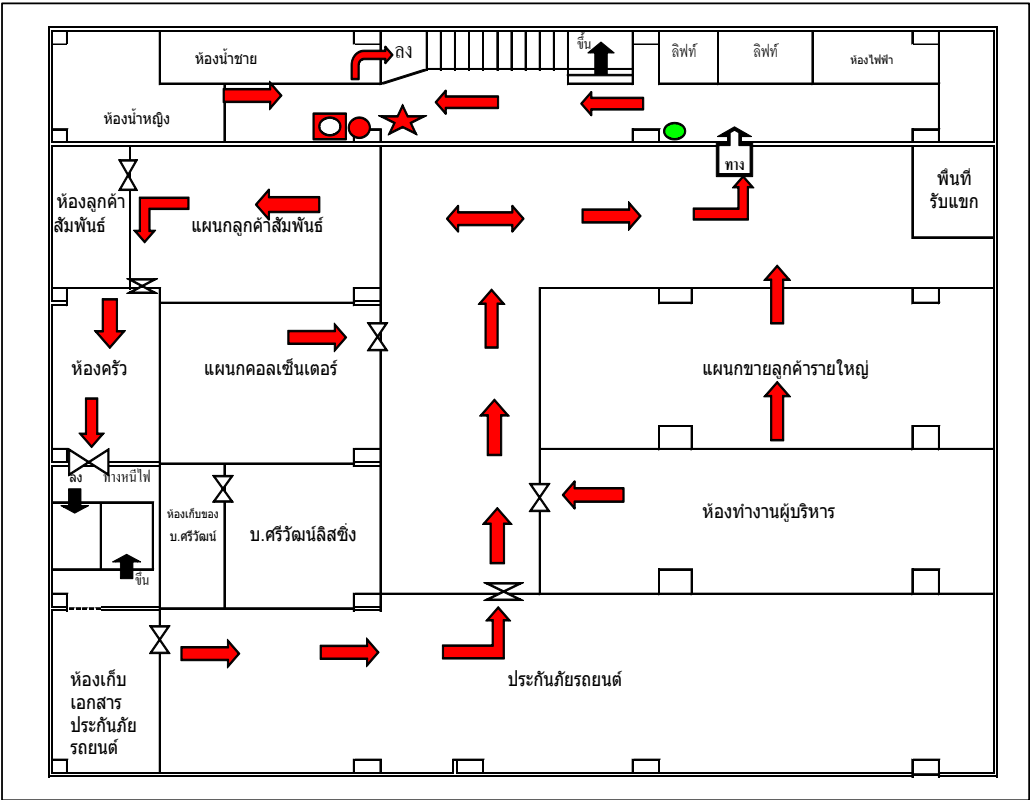 ห้องน้ำชาย
ลง
ขึ้น
ลิฟท์
ลิฟท์
ห้องไฟฟ้า
ห้องน้ำหญิง
ทาง
พื้นที่
รับแขก
ห้องลูกค้า
สัมพันธ์
แผนกลูกค้าสัมพันธ์
ห้องครัว
แผนกคอลเซ็นเตอร์
แผนกขายลูกค้ารายใหญ่
ลง
ทางหนีไฟ
ห้องเก็บของ
บ.ศรีวัฒน์
บ.ศรีวัฒน์ลิสซิ่ง
ห้องทำงานผู้บริหาร
ขึ้น
ห้องเก็บ
เอกสาร
ประกันภัย
รถยนต์
ประกันภัยรถยนต์